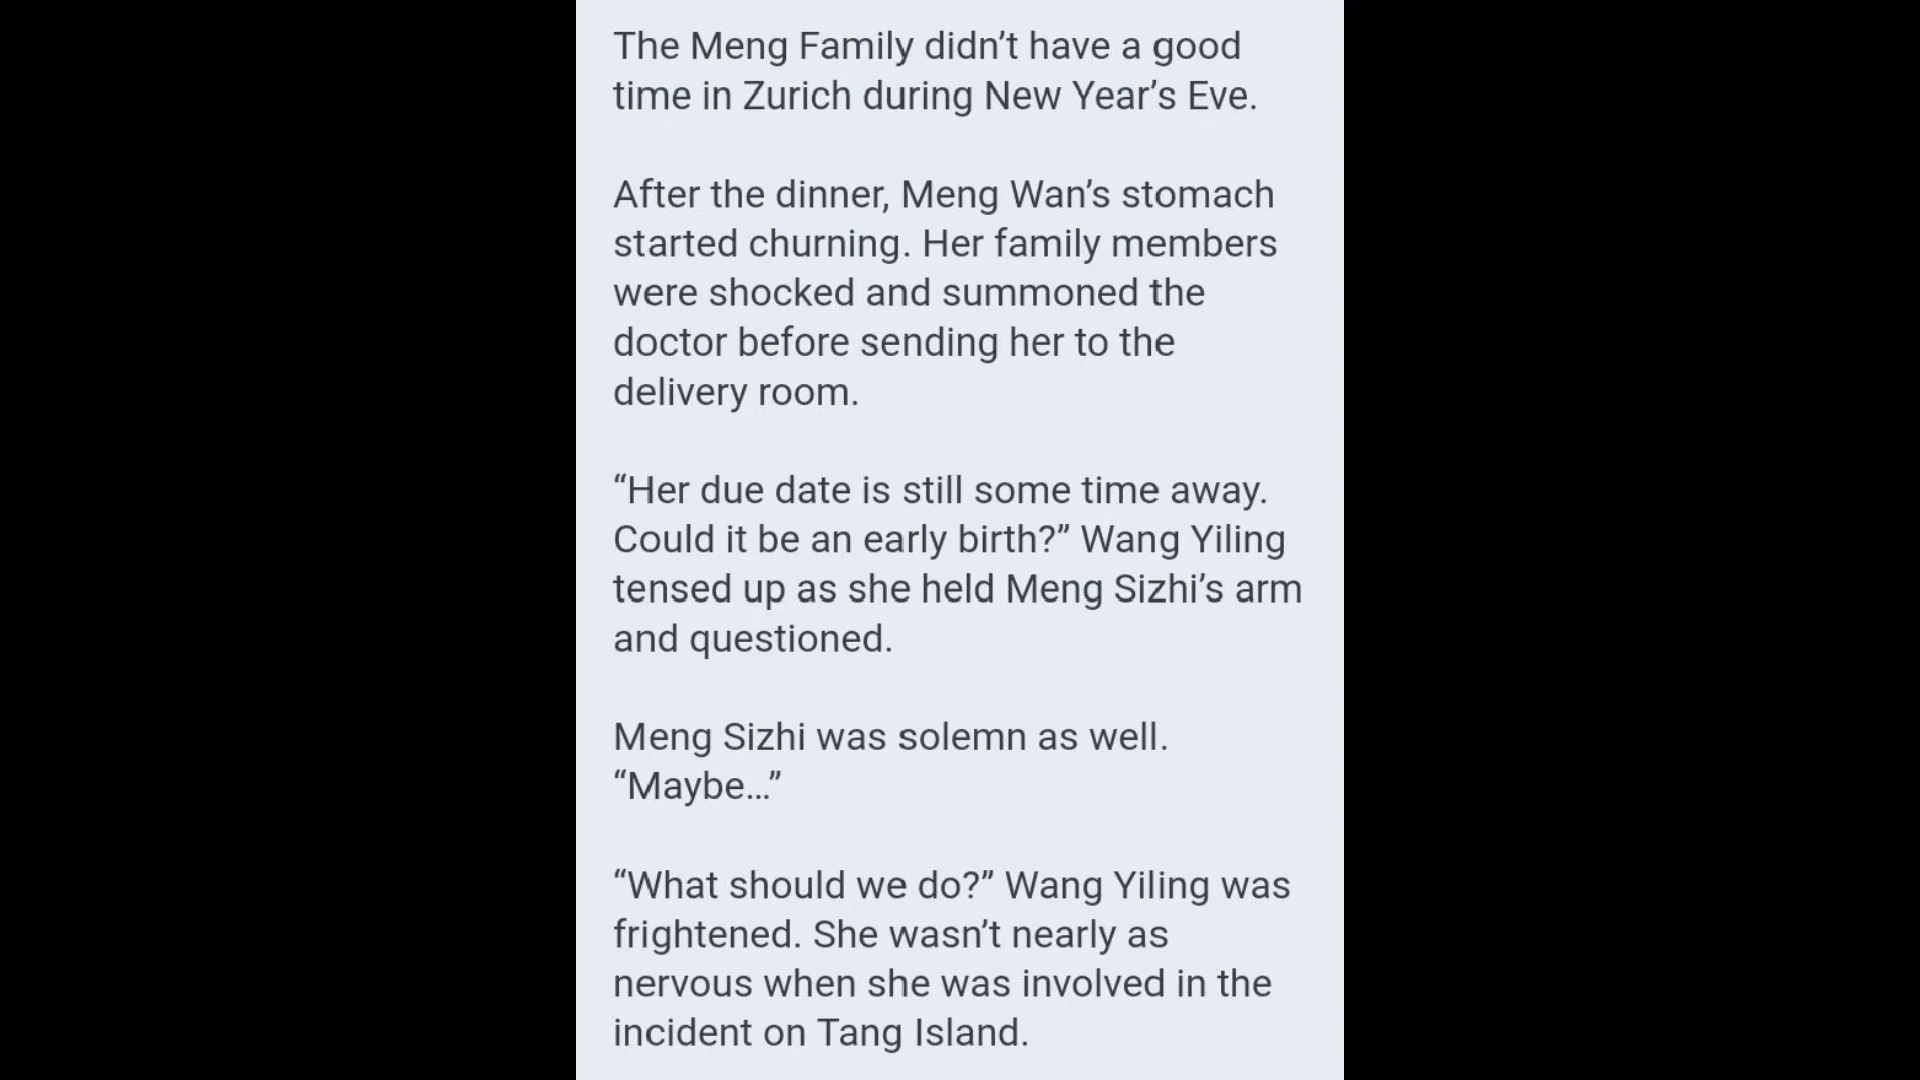 The Meng Family didn’t have a good
time in Zurich during New Year’s Eve.
After the dinner, Meng Wan’s stomach
started churning. Her family members
were shocked and summoned the
doctor before sending her to the
delivery room.
“Her due date is still some time away.
Could it be an early birth?” Wang Yiling
tensed up as she held Meng Sizhi’s arm
and questioned.
Meng Sizhi was solemn as well.
“Maybe…”
“What should we do?” Wang Yiling was
frightened. She wasn’t nearly as
nervous when she was involved in the
incident on Tang Island.